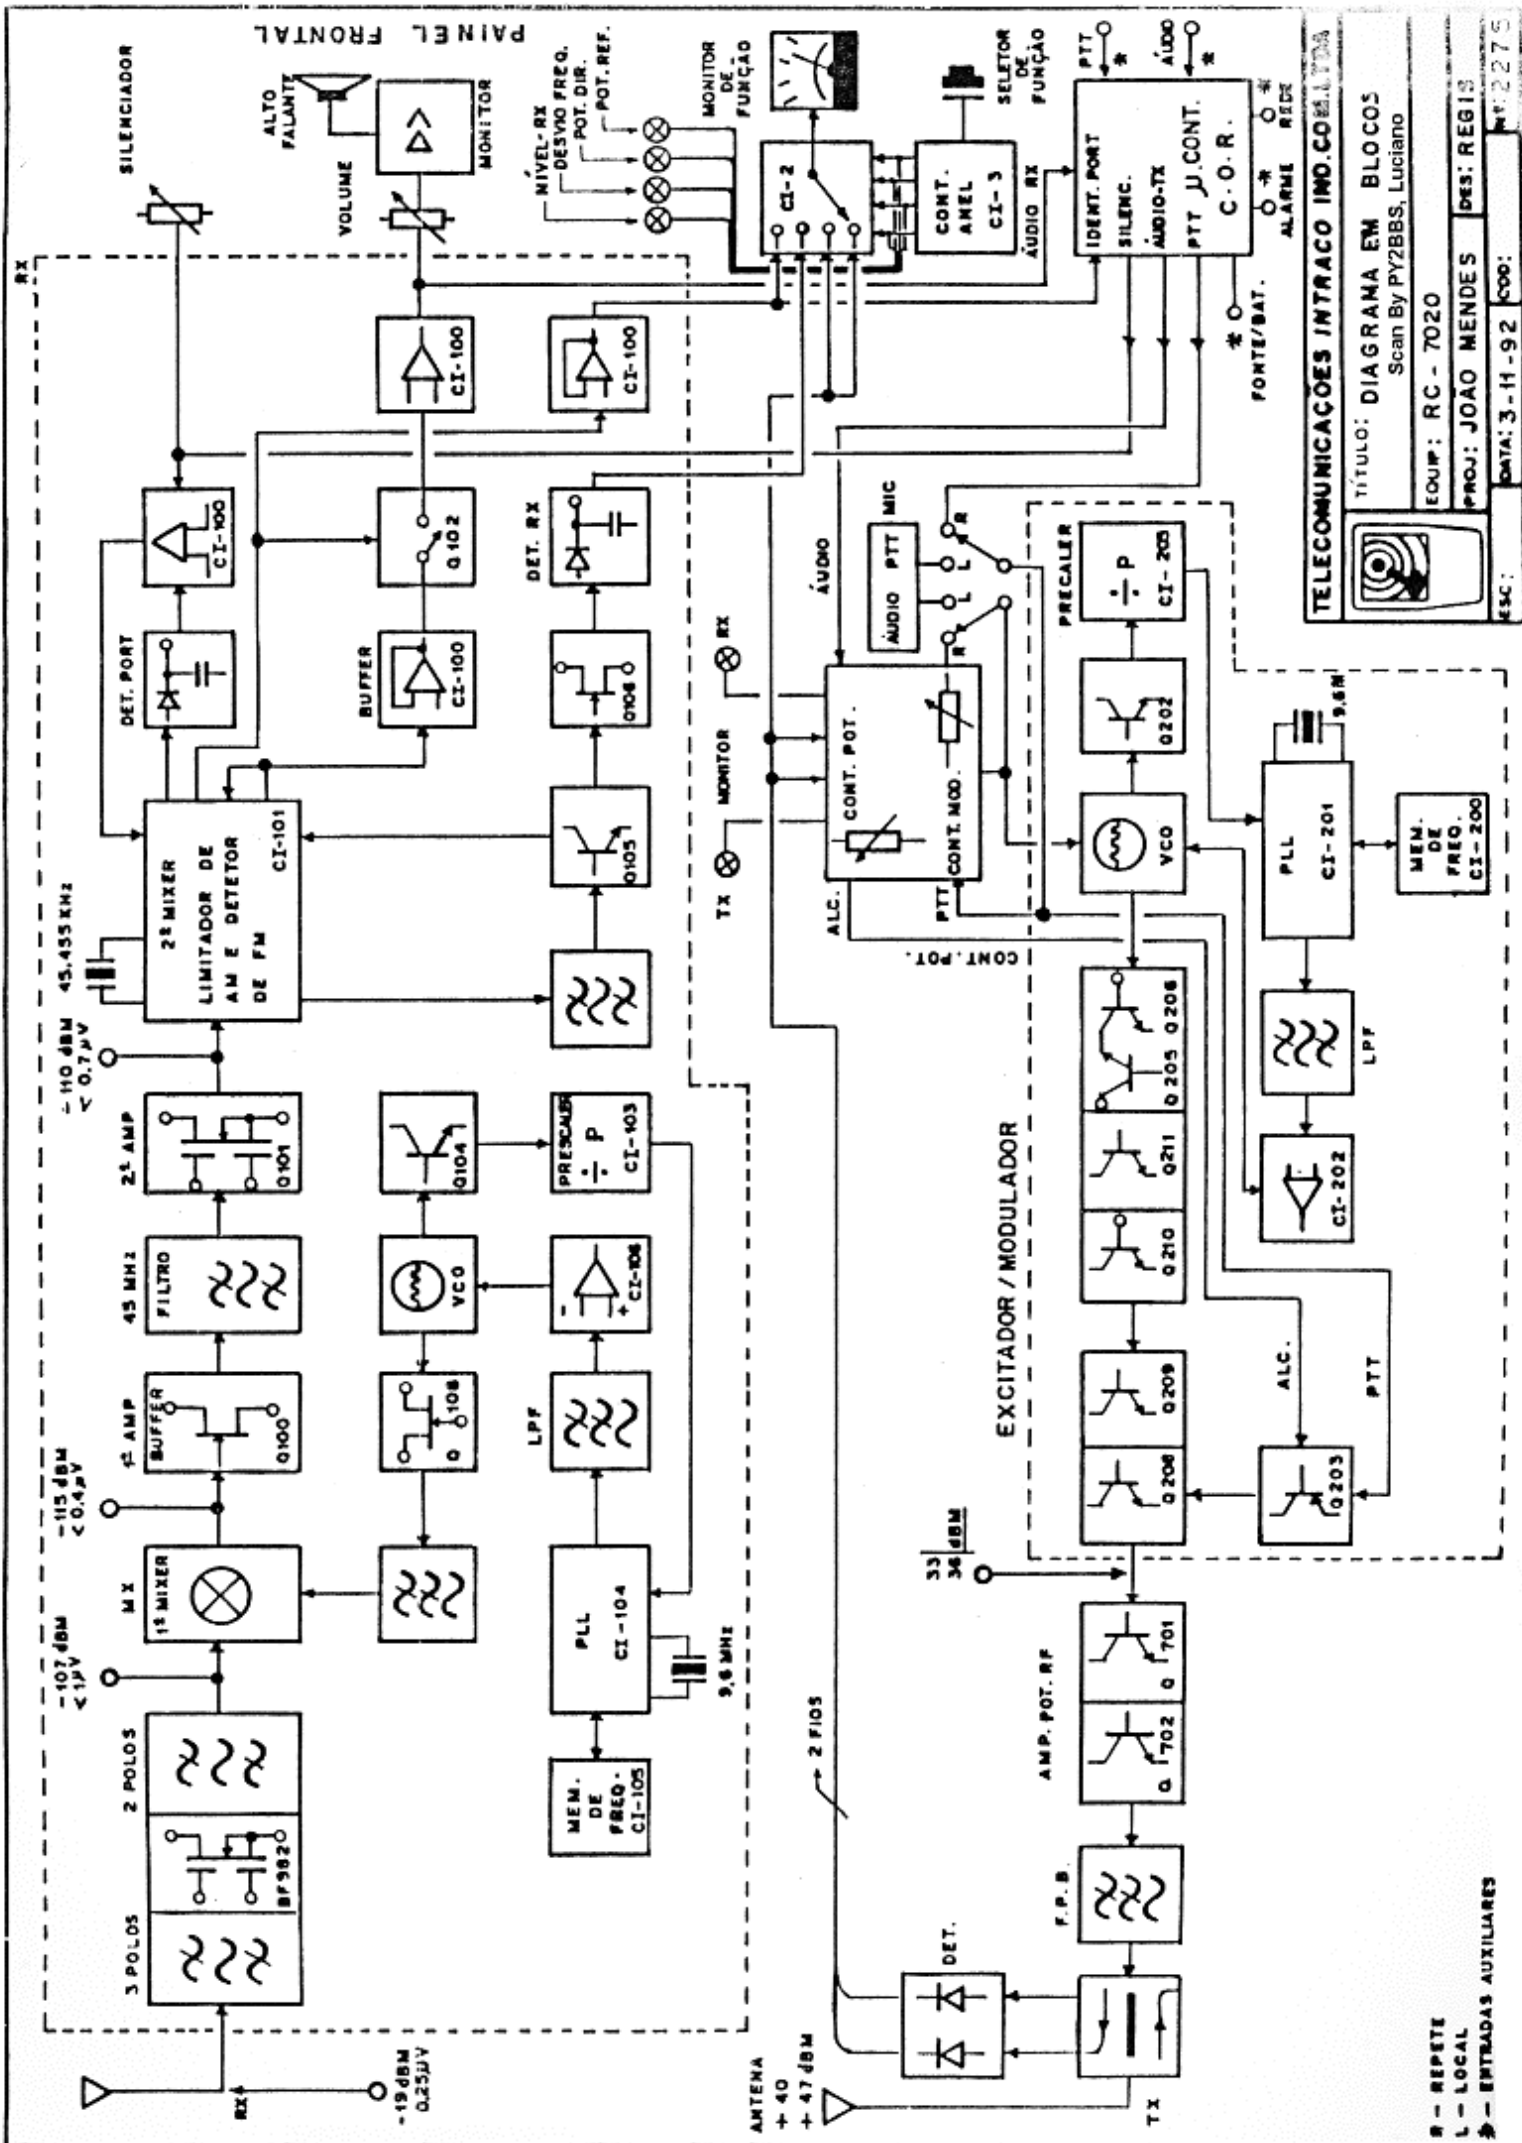 RX
SILENCIADOR
PAINEL FRONTAL
ALTO
FALANTE
MONITOR
VOLUME
NÍVEL-RX
DESVIO FREQ.
POT. DIR.
POT. REF.
MONITOR
DE
FUNÇÃO
SELETOR
DE
FUNÇÃO
CI-2
CONT.
ANEL
CI-3
ÁUDIO RX
PTT
ÁUDIO
IDENT. PORT
SILENC.
ÁUDIO-TX
PTT μ.CONT.
C.O.R.
ALARME
REDE
FONTE/BAT.
3 POLOS
BF982
2 POLOS
RX
-19 dBM
0,25μV
-107 dBM
<1μV
MX
1º MIXER
-115 dBM
<0.4μV
1º AMP
BUFFER
Q100
45 MHZ
FILTRO
2º AMP
Q101
-110 dBM
<0.7μV
45.455 KHz
2º MIXER
LIMITADOR DE
AM E DETETOR
DE FM
CI-101
DET. PORT
CI-100
BUFFER
CI-100
Q102
CI-100
CI-100
Q105
Q106
DET. RX
Q104
PRESCALER
÷ P
CI-103
VCO
CI-106
Q 108
LPF
PLL
CI-104
9,6 MHZ
MEM.
DE
FREQ.
CI-105
TX
MONITOR
RX
ÁUDIO
CONT. POT.
CONT. MOD.
ALC.
PTT
CONT. POT.
ÁUDIO PTT
MIC
R
L
L
R
EXCITADOR / MODULADOR
PRECALER
÷ P
CI-205
Q202
VCO
Q205 Q206
Q211
Q210
Q209
Q208
Q203
ALC.
PTT
PLL
CI-201
9,6M
MEM.
DE
FREQ.
CI-200
LPF
CI-202
33
36 dBM
AMP. POT. RF
Q 701
Q 702
F.P.B.
2 FIOS
DET.
TX
ANTENA
+ 40
+ 47 dBM
R - REPETE
L - LOCAL
* - ENTRADAS AUXILIARES
TELECOMUNICAÇÕES INTRACO IND.COM.LTDA
TÍTULO: DIAGRAMA EM BLOCOS
Scan By PY2BBS, Luciano
EQUIP: RC - 7020
PROJ: JOÃO MENDES
DES: REGIS
ESC:
DATA: 3-11-92
COD:
Nº: 22275